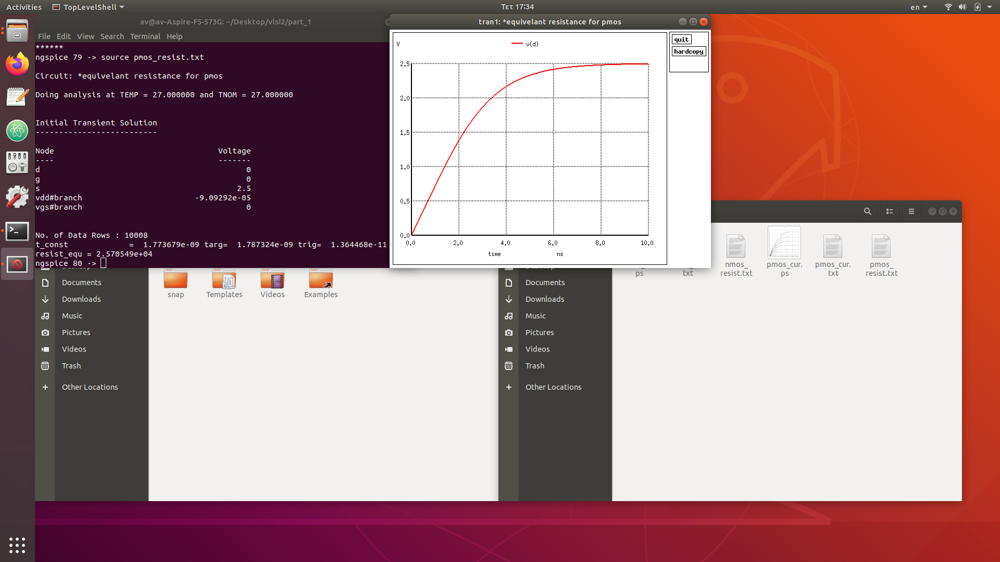 Activities
TopLevelShell
Τετ 17:34
en
av@av-Aspire-F5-573G: ~/Desktop/vlsi2/part_1
File Edit View Search Terminal Help
******
ngspice 79 -> source pmos_resist.txt
Circuit: *equivelant resistance for pmos
Doing analysis at TEMP = 27.000000 and TNOM = 27.000000
Initial Transient Solution
--------------------------
Node Voltage
---- -------
d 0
g 0
s 2.5
vdd#branch -9.09292e-05
vgs#branch 0
No. of Data Rows : 10008
t_const = 1.773679e-09 targ= 1.787324e-09 trig= 1.364468e-11
resist_equ = 2.570549e+04
ngspice 80 ->
tran1: *equivelant resistance for pmos
quit
hardcopy
V
v(d)
2.5
2.0
1.5
1.0
0.5
0.0
0.0 2.0 4.0 6.0 8.0 10.0
time ns
Documents
Downloads
Music
Pictures
Videos
Trash
Other Locations
snap
Templates
Videos
Examples
Documents
Downloads
Music
Pictures
Videos
Trash
Other Locations
ps
txt
nmos_
resist.txt
pmos_cur.
ps
pmos_cur.
txt
pmos_
resist.txt